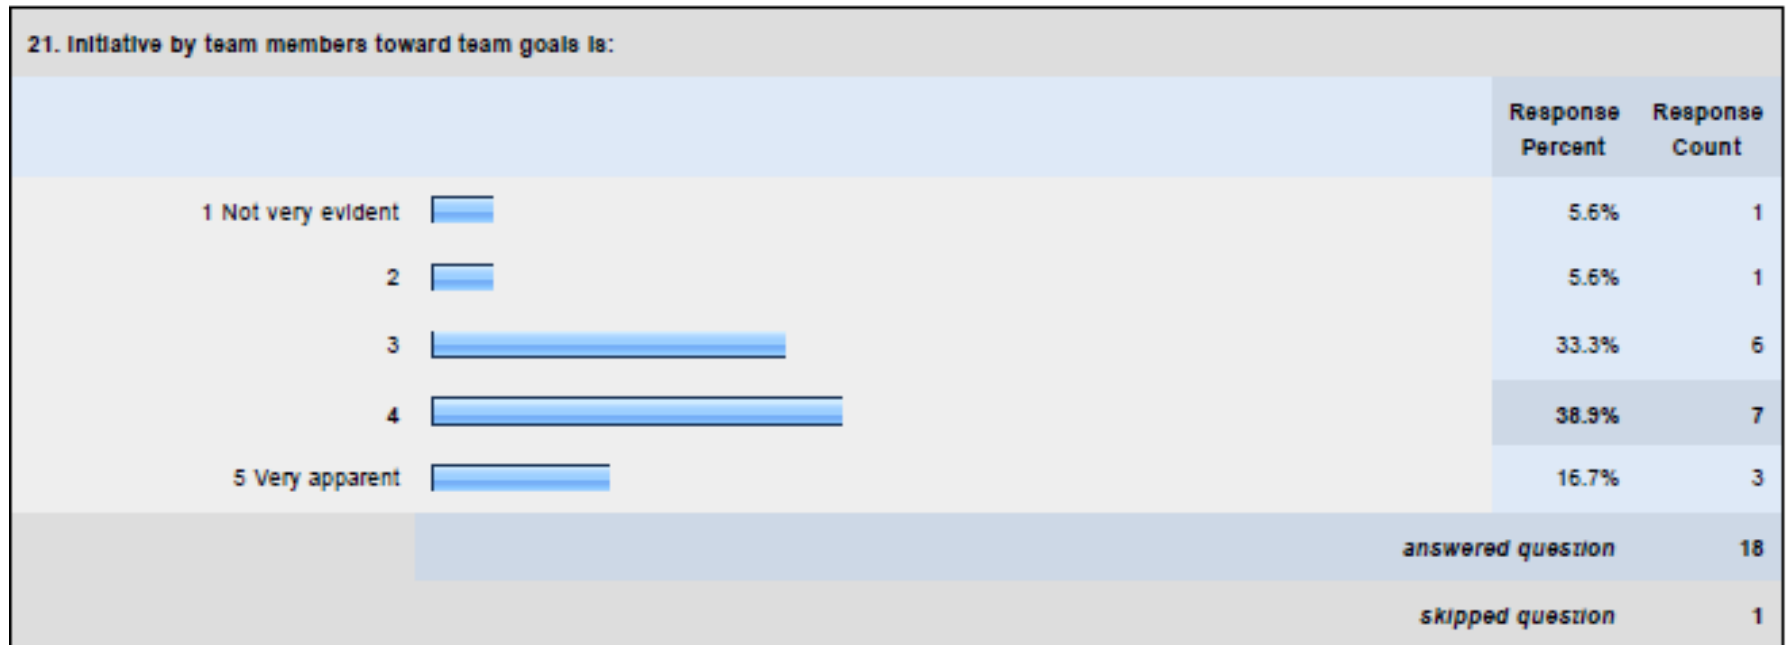 21. Initiative by team members toward team goals is:
Response Percent Response Count
1 Not very evident 5.6% 1
2 5.6% 1
3 33.3% 6
4 38.9% 7
5 Very apparent 16.7% 3
answered question 18
skipped question 1